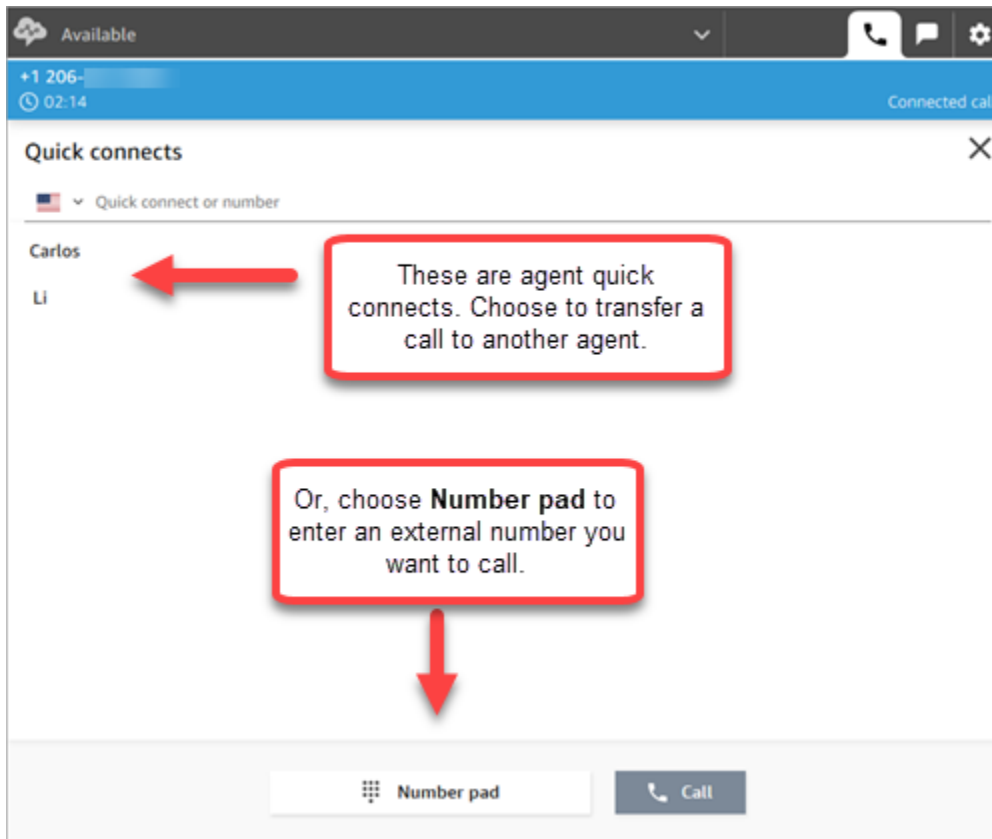 Available
+1 206-
02:14
Connected call
Quick connects
Quick connect or number
Carlos
Li
These are agent quick
connects. Choose to transfer a
call to another agent.
Or, choose Number pad to
enter an external number you
want to call.
Number pad
Call